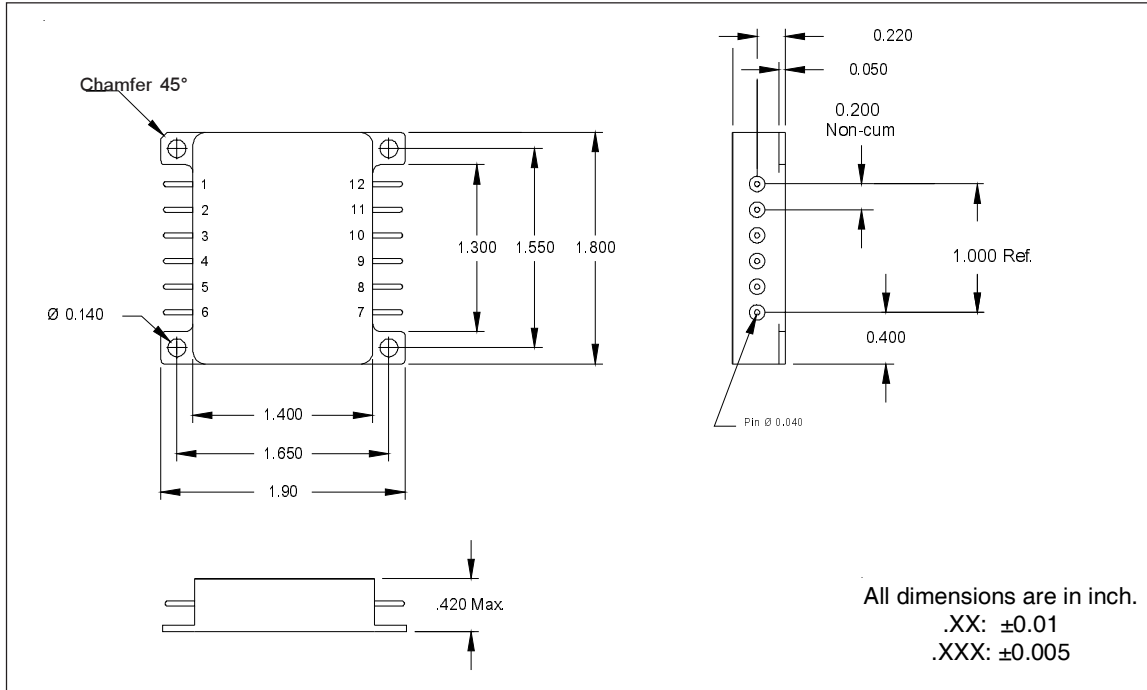 Chamfer 45°
1
2
3
4
5
6
12
11
10
9
8
7
Ø 0.140
1.300
1.550
1.800
1.400
1.650
1.90
.420 Max.
0.220
0.050
0.200
Non-cum
1.000 Ref.
0.400
Pin Ø 0.040
All dimensions are in inch.
.XX: ±0.01
.XXX: ±0.005